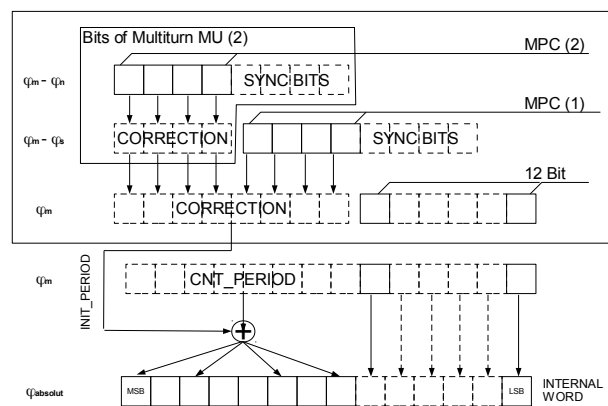 Bits of Multiturn MU (2)
MPC (2)
φm - φn
SYNC BITS
MPC (1)
φm - φs
CORRECTION
SYNC BITS
12 Bit
φm
CORRECTION
INIT_PERIOD
φm
CNT_PERIOD
+
φabsolut
MSB
LSB
INTERNAL
WORD